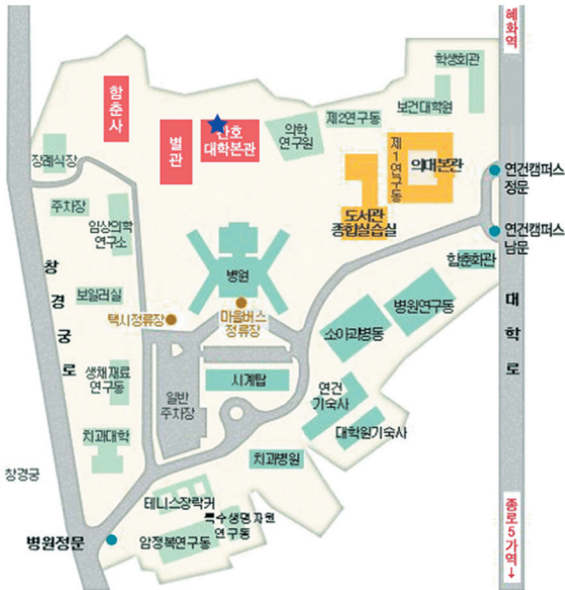 혜화역
학생회관
함춘사
보건대학원
별관
간호
대학본관
의학
연구원
제2연구동
제1연구동
의대본관
장례식장
연건캠퍼스
정문
주차장
도서관
종합실습실
임상의학
연구소
연건캠퍼스
남문
함춘회관
창경궁로
병원
대학로
보일러실
병원연구동
택시정류장
마을버스
정류장
소아과병동
생채재료
연구동
시계탑
일반
주차장
연건
기숙사
치과대학
대학원기숙사
창경궁
치과병원
테니스장락커
특수생명자원
연구동
병원정문
암정복연구동
종로5가역↓